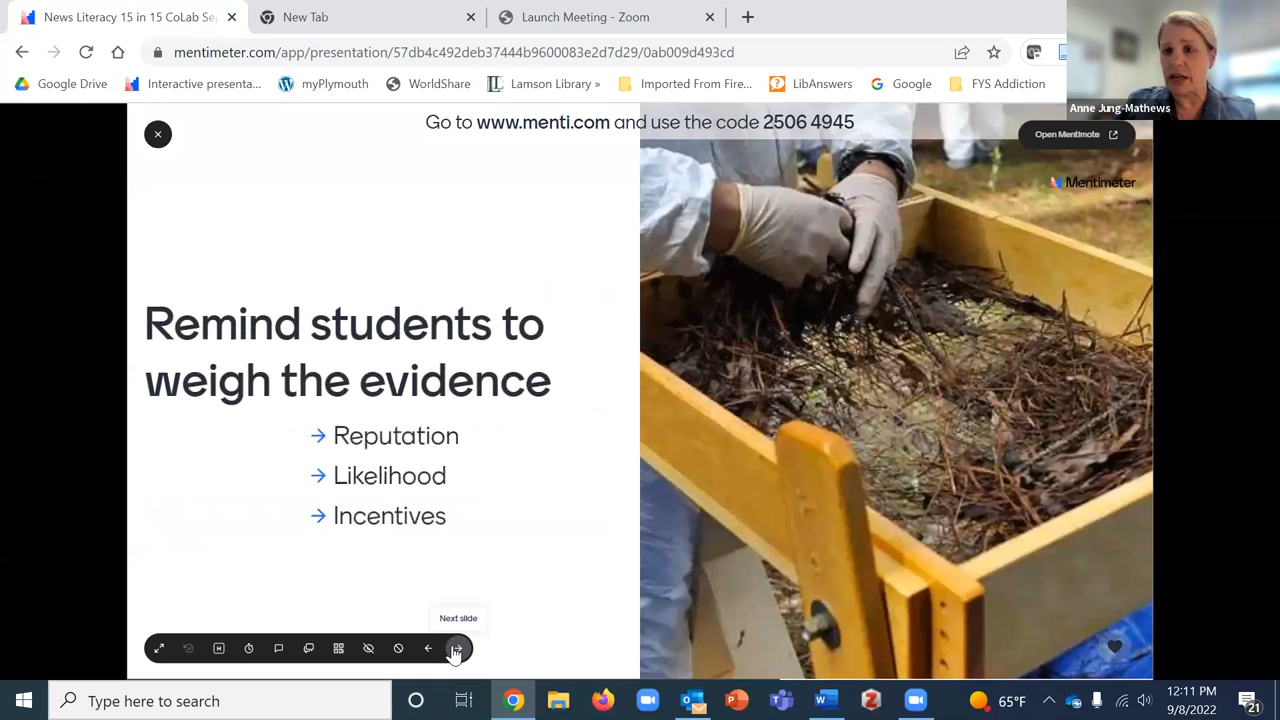 News Literacy 15 in 15 CoLab Se
New Tab
Launch Meeting - Zoom
mentimeter.com/app/presentation/57db4c492deb37444b96f0083e2d7d29/0ab009d493cd
Google Drive
Interactive presenta...
myPlymouth
WorldShare
Lamson Library »
Imported From Fire...
LibAnswers
Google
FYS Addiction
Anne Jung-Mathews
Go to www.menti.com and use the code 2506 4945
Open Mentimote
Mentimeter
Remind students to
weigh the evidence
→ Reputation
→ Likelihood
→ Incentives
Next slide
Type here to search
65°F
12:11 PM
9/8/2022
21